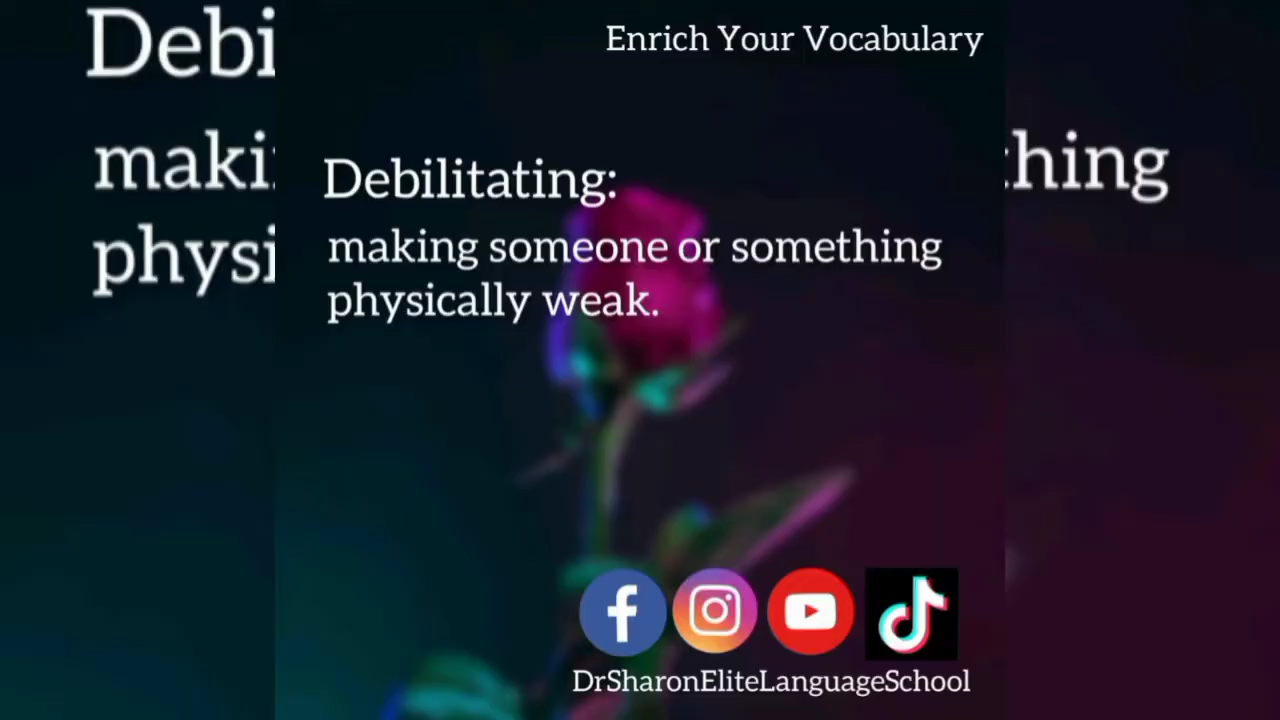 Enrich Your Vocabulary
Debilitating:
making someone or something
physically weak.
DrSharonEliteLanguageSchool